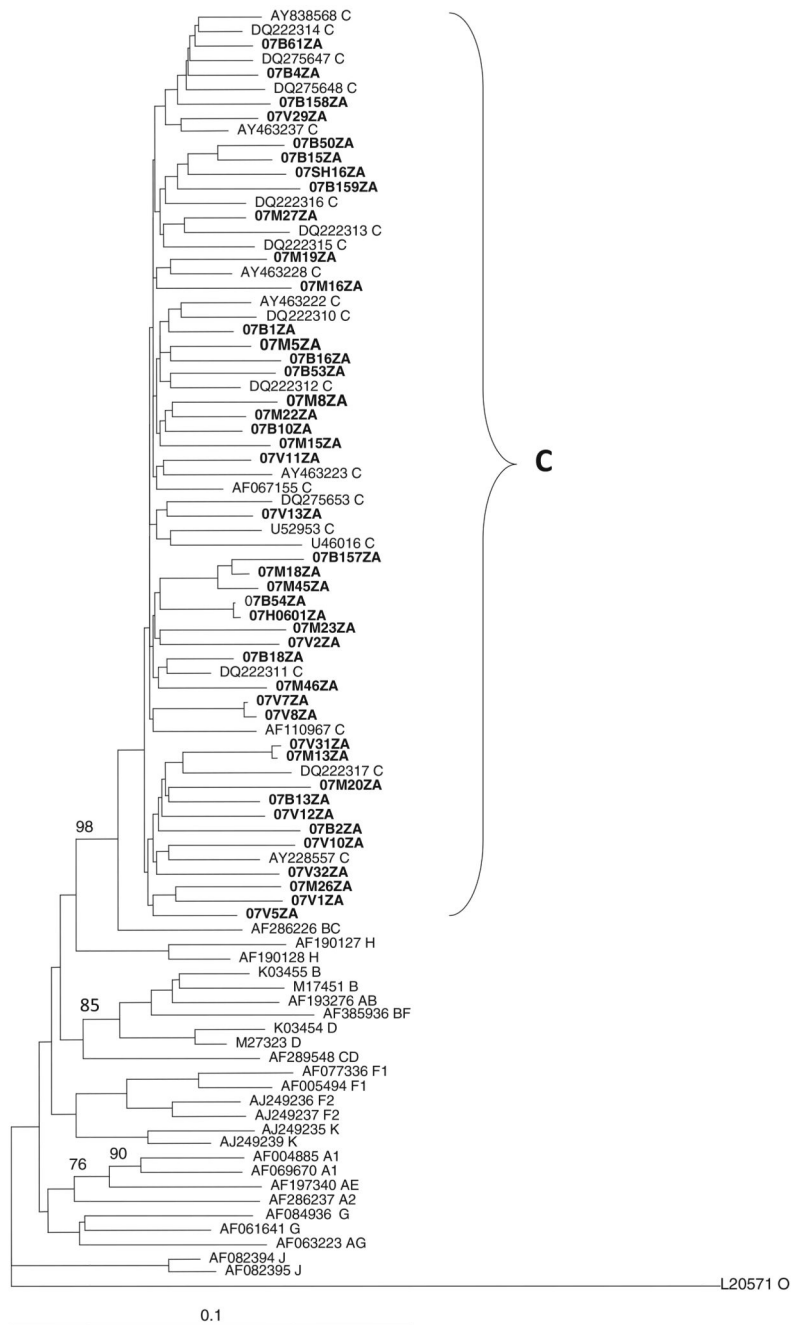 AY838568 C
DQ222314 C
07B61ZA
DQ275647 C
07B4ZA
DQ275648 C
07B158ZA
07V29ZA
AY463237 C
07B50ZA
07B15ZA
07SH16ZA
07B159ZA
DQ222316 C
07M27ZA
DQ222313 C
DQ222315 C
07M19ZA
AY463228 C
07M16ZA
AY463222 C
DQ222310 C
07B1ZA
07M5ZA
07B16ZA
07B53ZA
DQ222312 C
07M8ZA
07M22ZA
07B10ZA
07M15ZA
07V11ZA
C
AY463223 C
AF067155 C
DQ275653 C
07V13ZA
U52953 C
U46016 C
07B157ZA
07M18ZA
07M45ZA
07B54ZA
07H0601ZA
07M23ZA
07V2ZA
07B18ZA
DQ222311 C
07M46ZA
07V7ZA
07V8ZA
AF110967 C
07V31ZA
07M13ZA
DQ222317 C
07M20ZA
07B13ZA
07V12ZA
98
07B2ZA
07V10ZA
AY228557 C
07V32ZA
07M26ZA
07V1ZA
07V5ZA
AF286226 BC
AF190127 H
AF190128 H
K03455 B
M17451 B
85
AF193276 AB
AF385936 BF
K03454 D
M27323 D
AF289548 CD
AF077336 F1
AF005494 F1
AJ249236 F2
AJ249237 F2
AJ249235 K
AJ249239 K
90
AF004885 A1
76
AF069670 A1
AF197340 AE
AF286237 A2
AF084936 G
AF061641 G
AF063223 AG
AF082394 J
AF082395 J
L20571 O
0.1